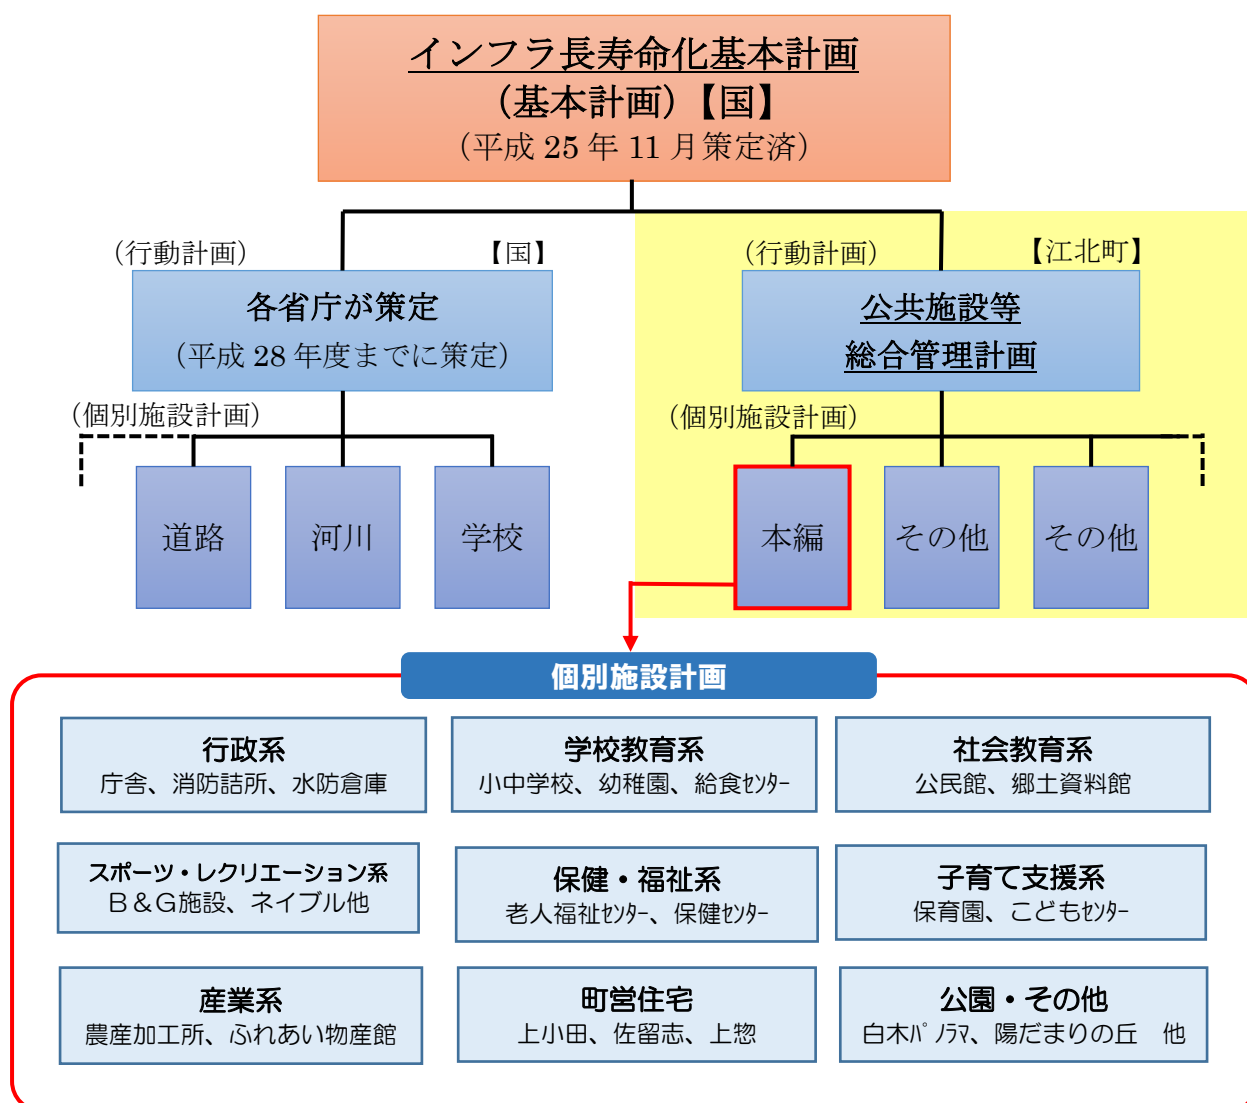 インフラ長寿命化基本計画
(基本計画)【国】
（平成 25 年 11 月策定済）
（行動計画）
【国】
（行動計画）
【江北町】
各省庁が策定
（平成 28 年度までに策定）
公共施設等
総合管理計画
（個別施設計画）
（個別施設計画）
道路
河川
学校
本編
その他
その他
個別施設計画
行政系
庁舎、消防詰所、水防倉庫
学校教育系
小中学校、幼稚園、給食ｾﾝﾀｰ
社会教育系
公民館、郷土資料館
スポーツ・レクリエーション系
Ｂ＆Ｇ施設、ネイブル他
保健・福祉系
老人福祉ｾﾝﾀｰ、保健ｾﾝﾀｰ
子育て支援系
保育園、こどもｾﾝﾀｰ
産業系
農産加工所、ふれあい物産館
町営住宅
上小田、佐留志、上惣
公園・その他
白木ﾊﾟﾉﾗﾏ、陽だまりの丘　他